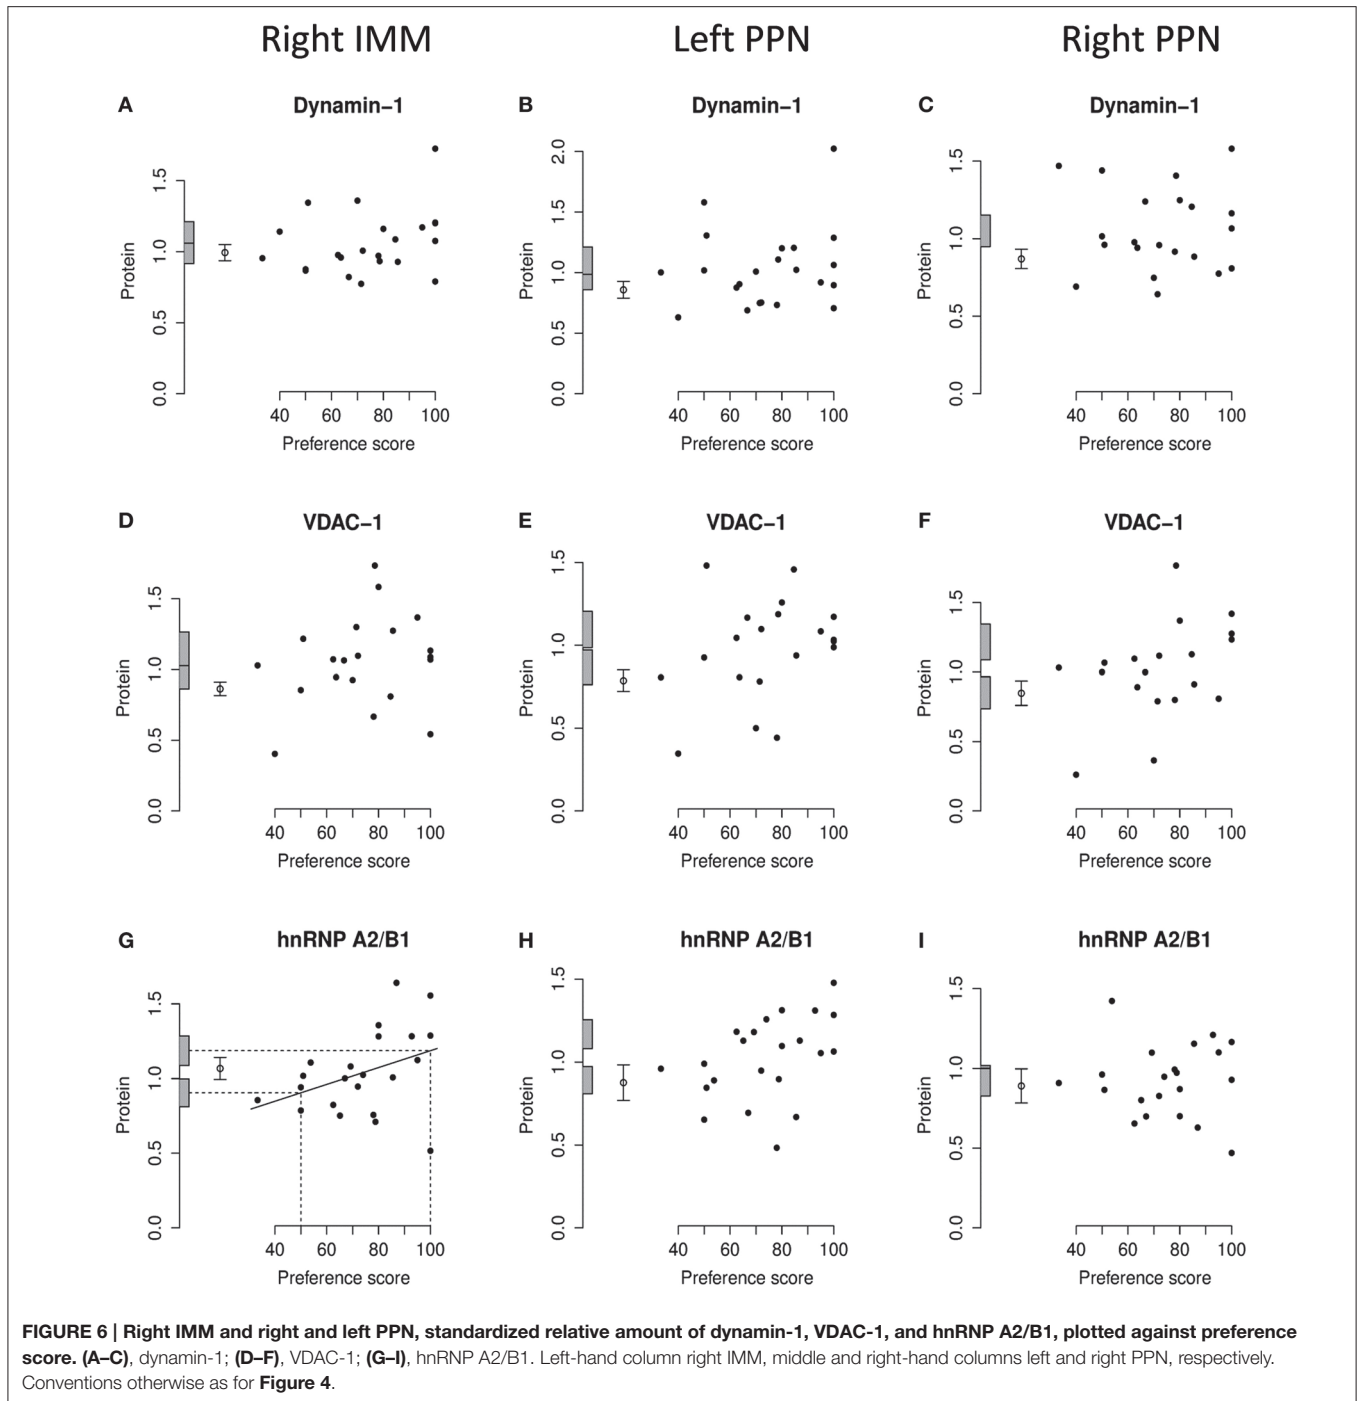 Right IMM Left PPN Right PPN
A Dynamin−1 B Dynamin−1 C Dynamin−1
Protein
0.0 0.5 1.0 1.5
40 60 80 100
Preference score
Protein
0.0 0.5 1.0 1.5 2.0
40 60 80 100
Preference score
Protein
0.0 0.5 1.0 1.5
40 60 80 100
Preference score
D VDAC−1 E VDAC−1 F VDAC−1
Protein
0.0 0.5 1.0 1.5
40 60 80 100
Preference score
Protein
0.0 0.5 1.0 1.5
40 60 80 100
Preference score
Protein
0.0 0.5 1.0 1.5
40 60 80 100
Preference score
G hnRNP A2/B1 H hnRNP A2/B1 I hnRNP A2/B1
Protein
0.0 0.5 1.0 1.5
40 60 80 100
Preference score
Protein
0.0 0.5 1.0 1.5
40 60 80 100
Preference score
Protein
0.0 0.5 1.0 1.5
40 60 80 100
Preference score
FIGURE 6 | Right IMM and right and left PPN, standardized relative amount of dynamin-1, VDAC-1, and hnRNP A2/B1, plotted against preference
score. (A–C), dynamin-1; (D–F), VDAC-1; (G–I), hnRNP A2/B1. Left-hand column right IMM, middle and right-hand columns left and right PPN, respectively.
Conventions otherwise as for Figure 4.